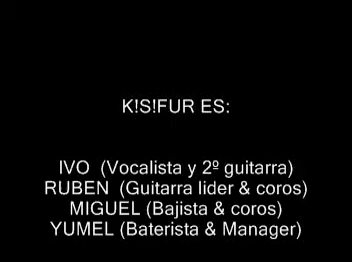 K!S!FUR ES:
IVO (Vocalista y 2º guitarra)
RUBEN (Guitarra lider & coros)
MIGUEL (Bajista & coros)
YUMEL (Baterista & Manager)